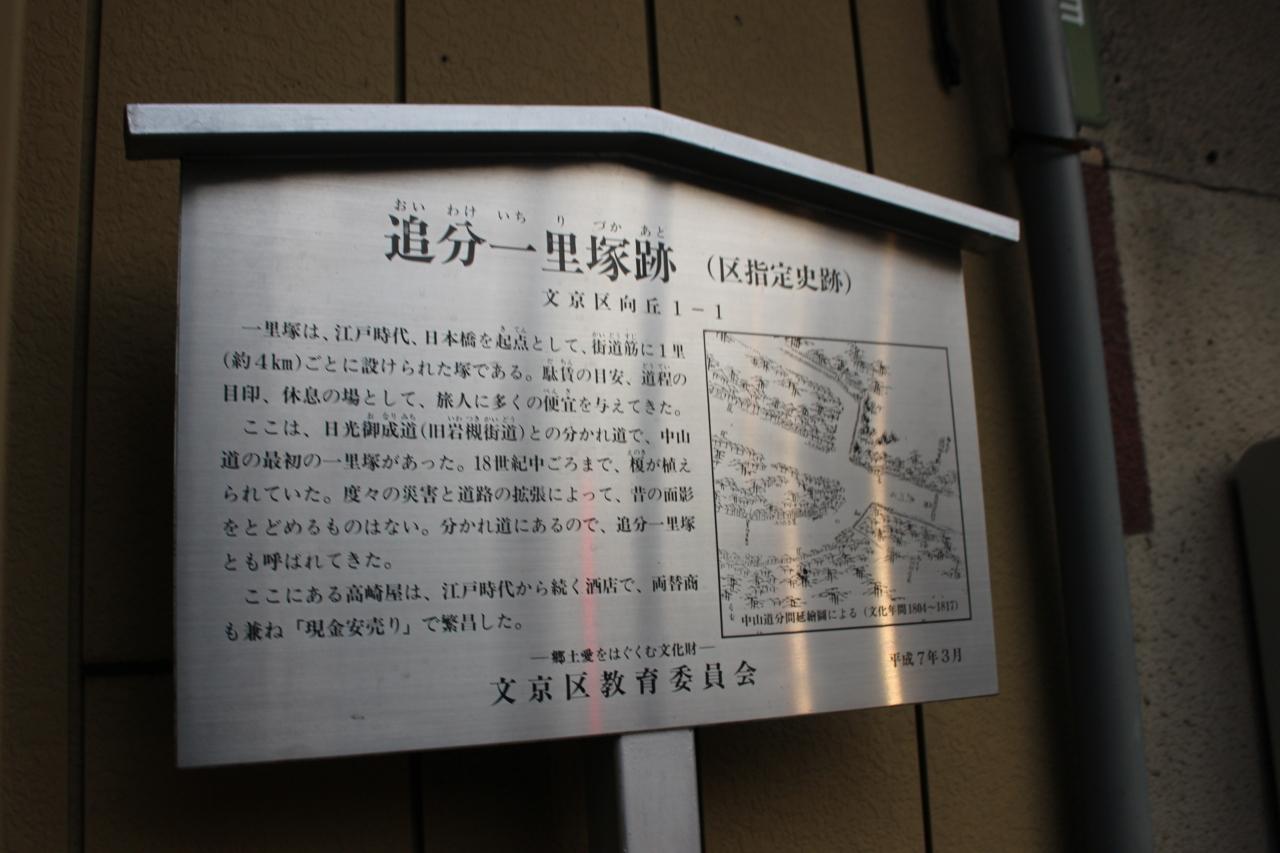 おい わけ いち り づか あと
追分一里塚跡 (区指定史跡)
文京区向丘1-1
一里塚は、江戸時代、日本橋を起点として、街道筋に1里
(約4km)ごとに設けられた塚である。駄賃の目安、道程の
目印、休息の場として、旅人に多くの便宜を与えてきた。
ここは、日光御成道(旧岩槻街道)との分かれ道で、中山
道の最初の一里塚があった。18世紀中ごろまで、榎が植え
られていた。度々の災害と道路の拡張によって、昔の面影
をとどめるものはない。分かれ道にあるので、追分一里塚
とも呼ばれてきた。
ここにある高崎屋は、江戸時代から続く酒店で、両替商
も兼ね「現金安売り」で繁昌した。
中山道分間延繪圖による (文化年間1804~1817)
―郷土愛をはぐくむ文化財―
文京区教育委員会
平成7年3月